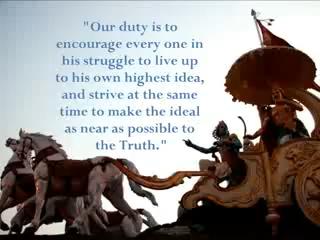 "Our duty is to
encourage every one in
his struggle to live up
to his own highest idea,
and strive at the same
time to make the ideal
as near as possible to
the Truth."